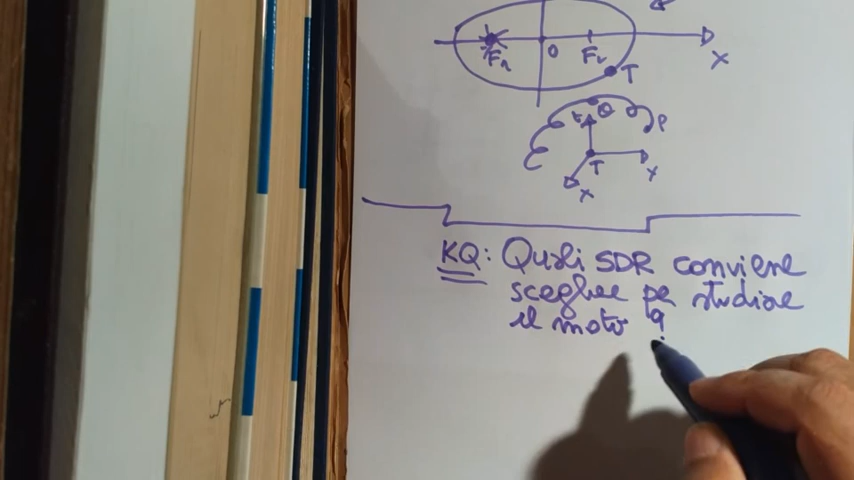 X
F₁ O F₂ T
t P
T X
X
KQ: Quali SDR conviene
scegliere per studiare
il moto ?